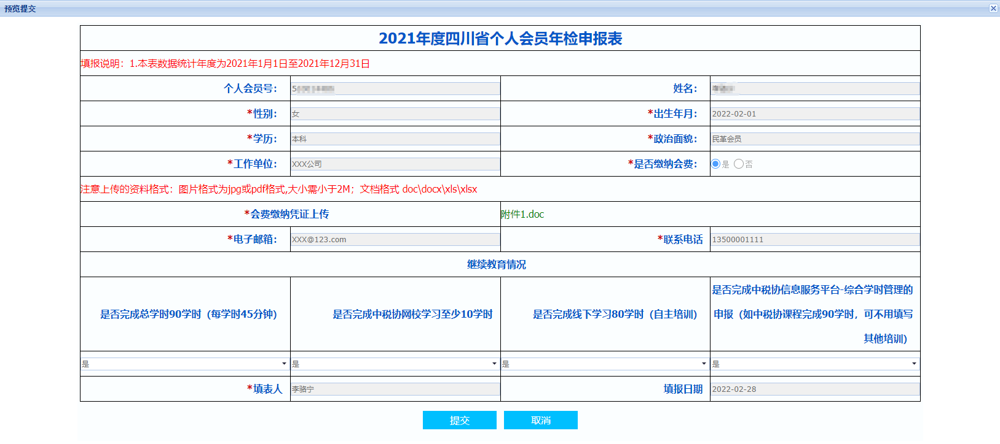 预览提交
2021年度四川省个人会员年检申报表
填报说明：1.本表数据统计年度为2021年1月1日至2021年12月31日
个人会员号： 5
姓名： 李
*性别： 女
*出生年月： 2022-02-01
*学历： 本科
*政治面貌： 民革会员
*工作单位： XXX公司
*是否缴纳会费： 是 否
注意上传的资料格式：图片格式为jpg或pdf格式,大小需小于2M；文档格式 doc\docx\xls\xlsx
*会费缴纳凭证上传 附件1.doc
*电子邮箱： XXX@123.com
*联系电话 13500001111
继续教育情况
是否完成总学时90学时（每学时45分钟）
是否完成中税协网校学习至少10学时
是否完成线下学习80学时（自主培训）
是否完成中税协信息服务平台-综合学时管理的
申报（如中税协课程完成90学时，可不用填写
其他培训）
是 是 是 是
*填表人 李骆宁
填报日期 2022-02-28
提交 取消